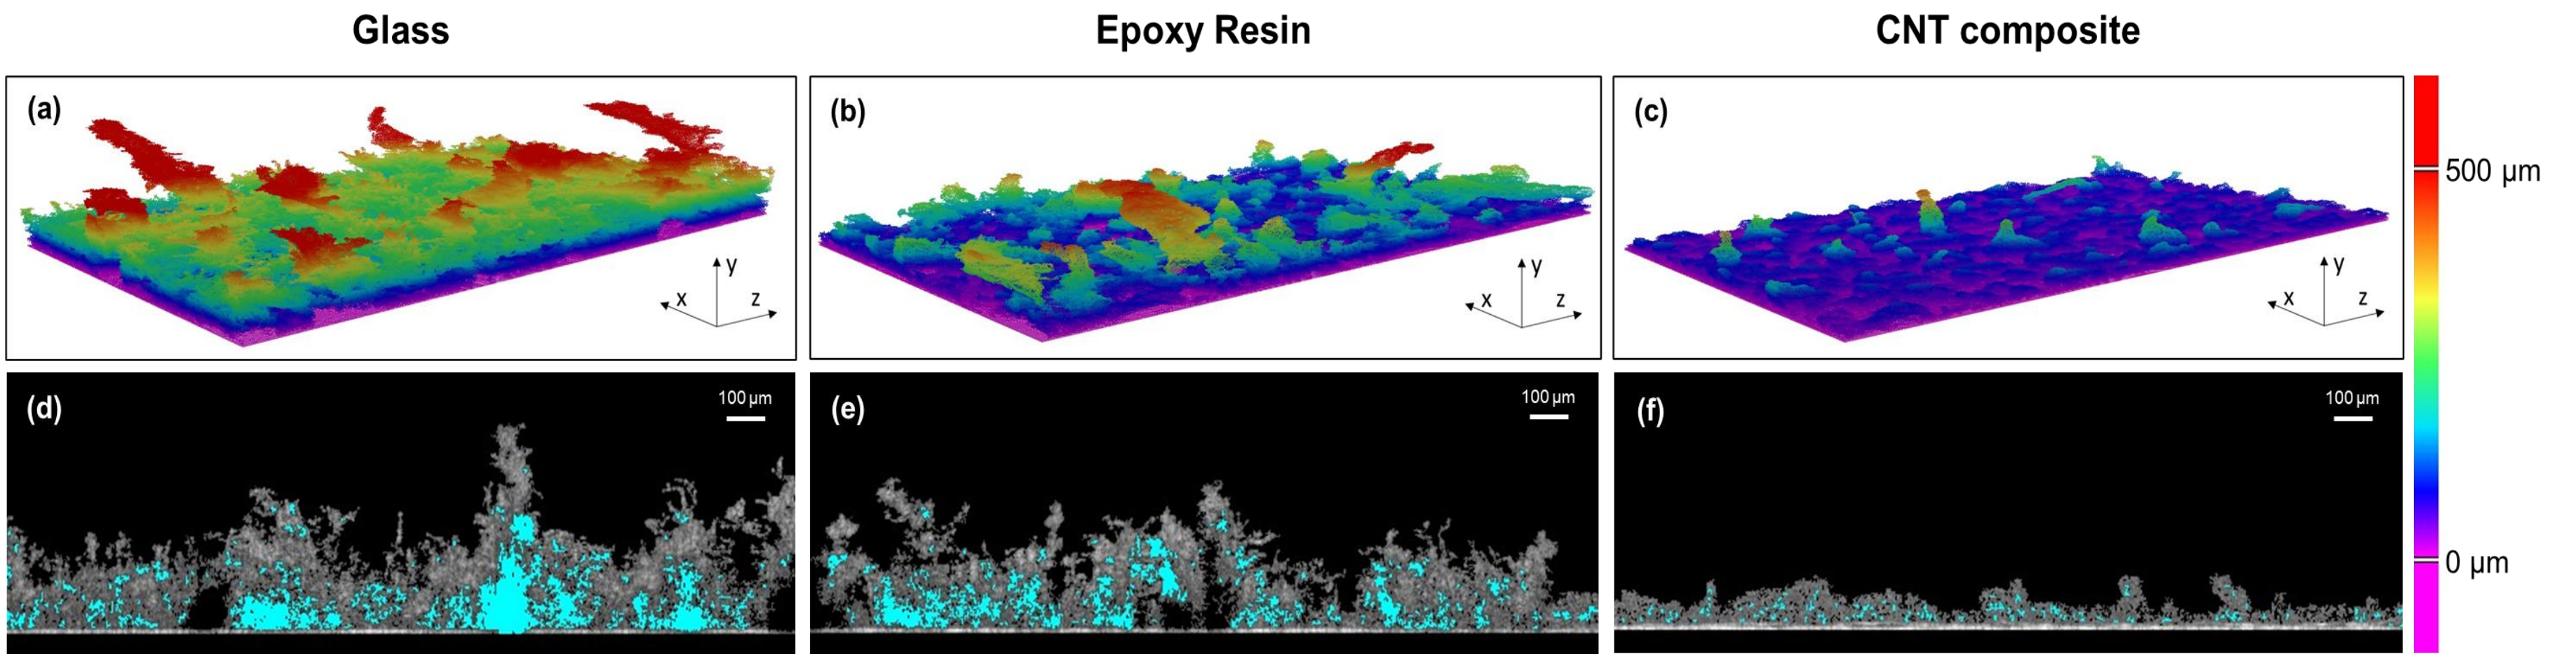 Glass
Epoxy Resin
CNT composite
(a)
(b)
(c)
500 µm
y
x
z
y
x
z
y
x
z
(d)
100 µm
(e)
100 µm
(f)
100 µm
0 µm